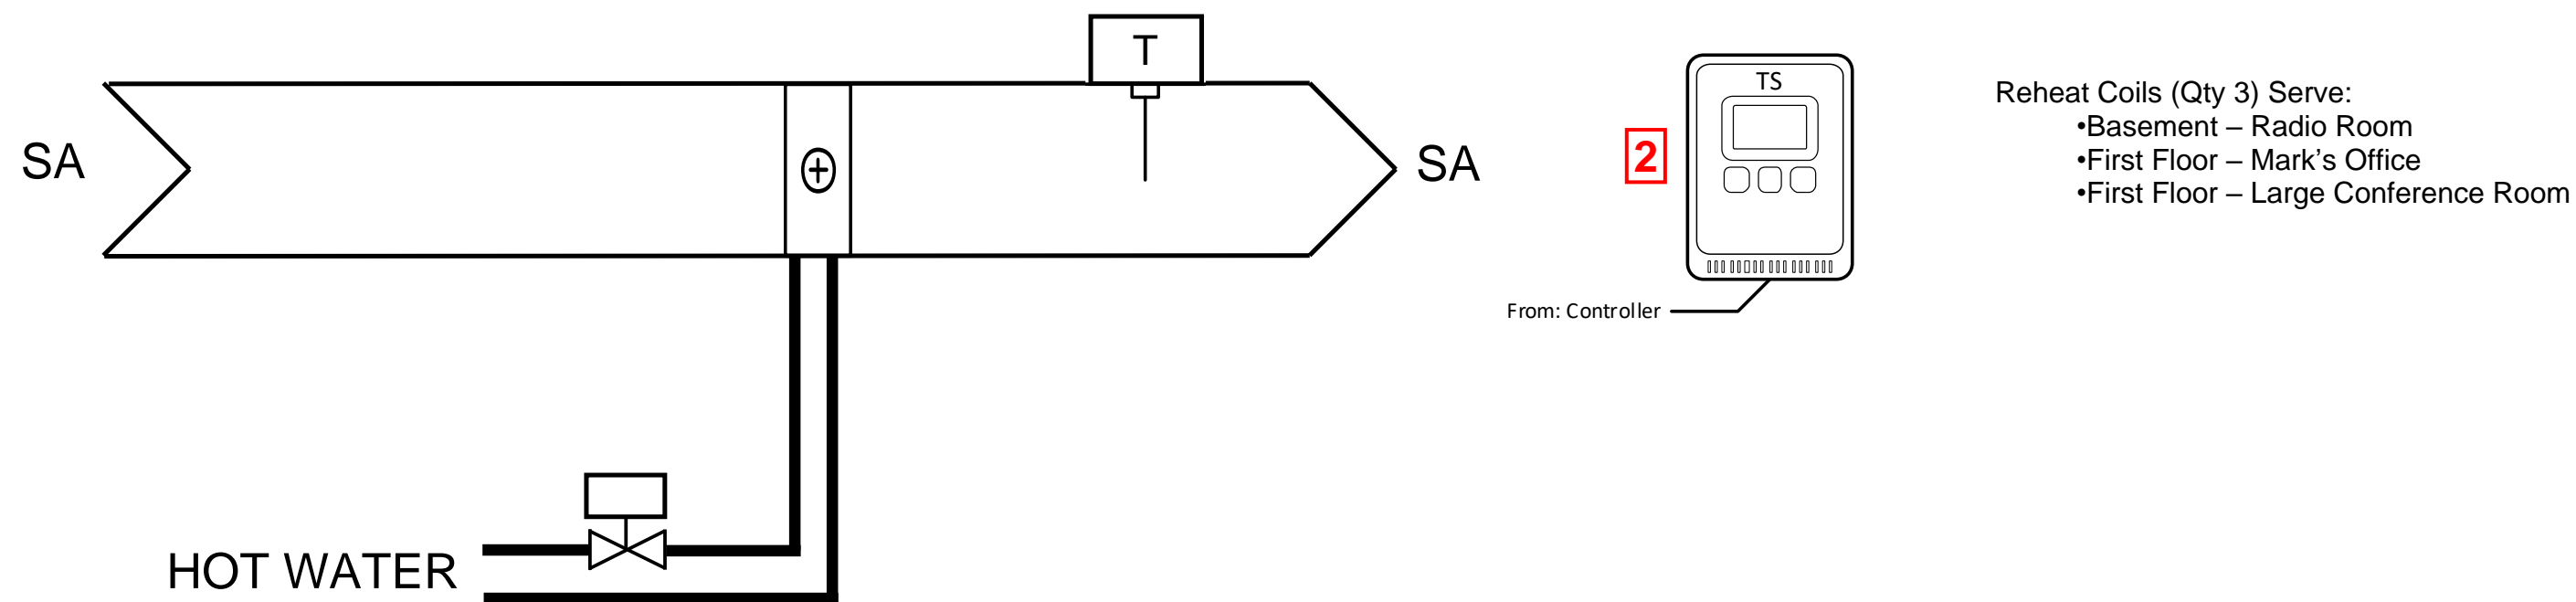 T
TS
SA
SA
2
Reheat Coils (Qty 3) Serve:
•Basement – Radio Room
•First Floor – Mark’s Office
•First Floor – Large Conference Room
From: Controller
HOT WATER